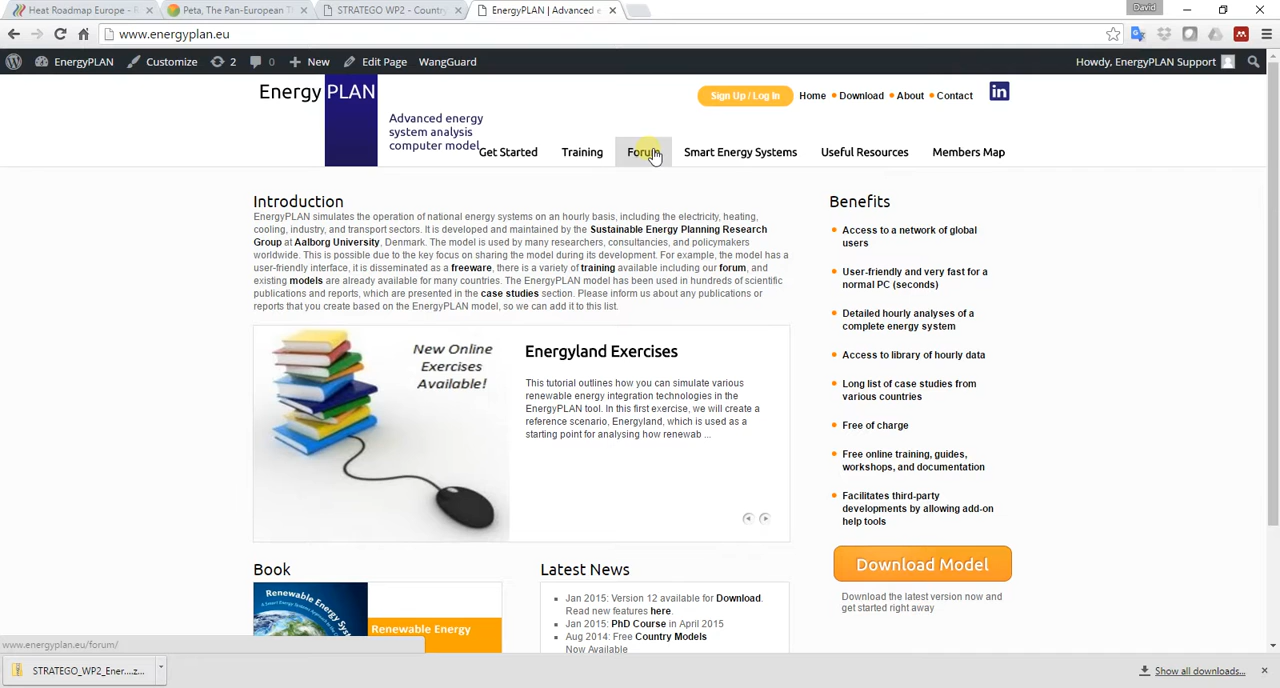 David
Heat Roadmap Europe - 
Peta, The Pan-European T
STRATEGO WP2 - Country
EnergyPLAN | Advanced e
www.energyplan.eu
EnergyPLAN
Customize
2
0
New
Edit Page
WangGuard
Howdy, EnergyPLAN Support
Energy PLAN
Advanced energy
system analysis
computer model
Sign Up / Log In
Home
Download
About
Contact
in
Get Started
Training
Forum
Smart Energy Systems
Useful Resources
Members Map
Introduction
EnergyPLAN simulates the operation of national energy systems on an hourly basis, including the electricity, heating,
cooling, industry, and transport sectors. It is developed and maintained by the Sustainable Energy Planning Research
Group at Aalborg University, Denmark. The model is used by many researchers, consultancies, and policymakers
worldwide. This is possible due to the key focus on sharing the model during its development. For example, the model has a
user-friendly interface, it is disseminated as a freeware, there is a variety of training available including our forum, and
existing models are already available for many countries. The EnergyPLAN model has been used in hundreds of scientific
publications and reports, which are presented in the case studies section. Please inform us about any publications or
reports that you create based on the EnergyPLAN model, so we can add it to this list.
New Online
Exercises
Available!
Energyland Exercises
This tutorial outlines how you can simulate various
renewable energy integration technologies in the
EnergyPLAN tool. In this first exercise, we will create a
reference scenario, Energyland, which is used as a
starting point for analysing how renewab ...
Benefits
Access to a network of global
users
User-friendly and very fast for a
normal PC (seconds)
Detailed hourly analyses of a
complete energy system
Access to library of hourly data
Long list of case studies from
various countries
Free of charge
Free online training, guides,
workshops, and documentation
Facilitates third-party
developments by allowing add-on
help tools
Download Model
Download the latest version now and
get started right away
Book
Renewable Energy Syst
A Smart Energy Systems Approach to the
Renewable Energy
Latest News
Jan 2015: Version 12 available for Download.
Read new features here.
Jan 2015: PhD Course in April 2015
Aug 2014: Free Country Models
Now Available
www.energyplan.eu/forum/
STRATEGO_WP2_Ener...z...
Show all downloads...